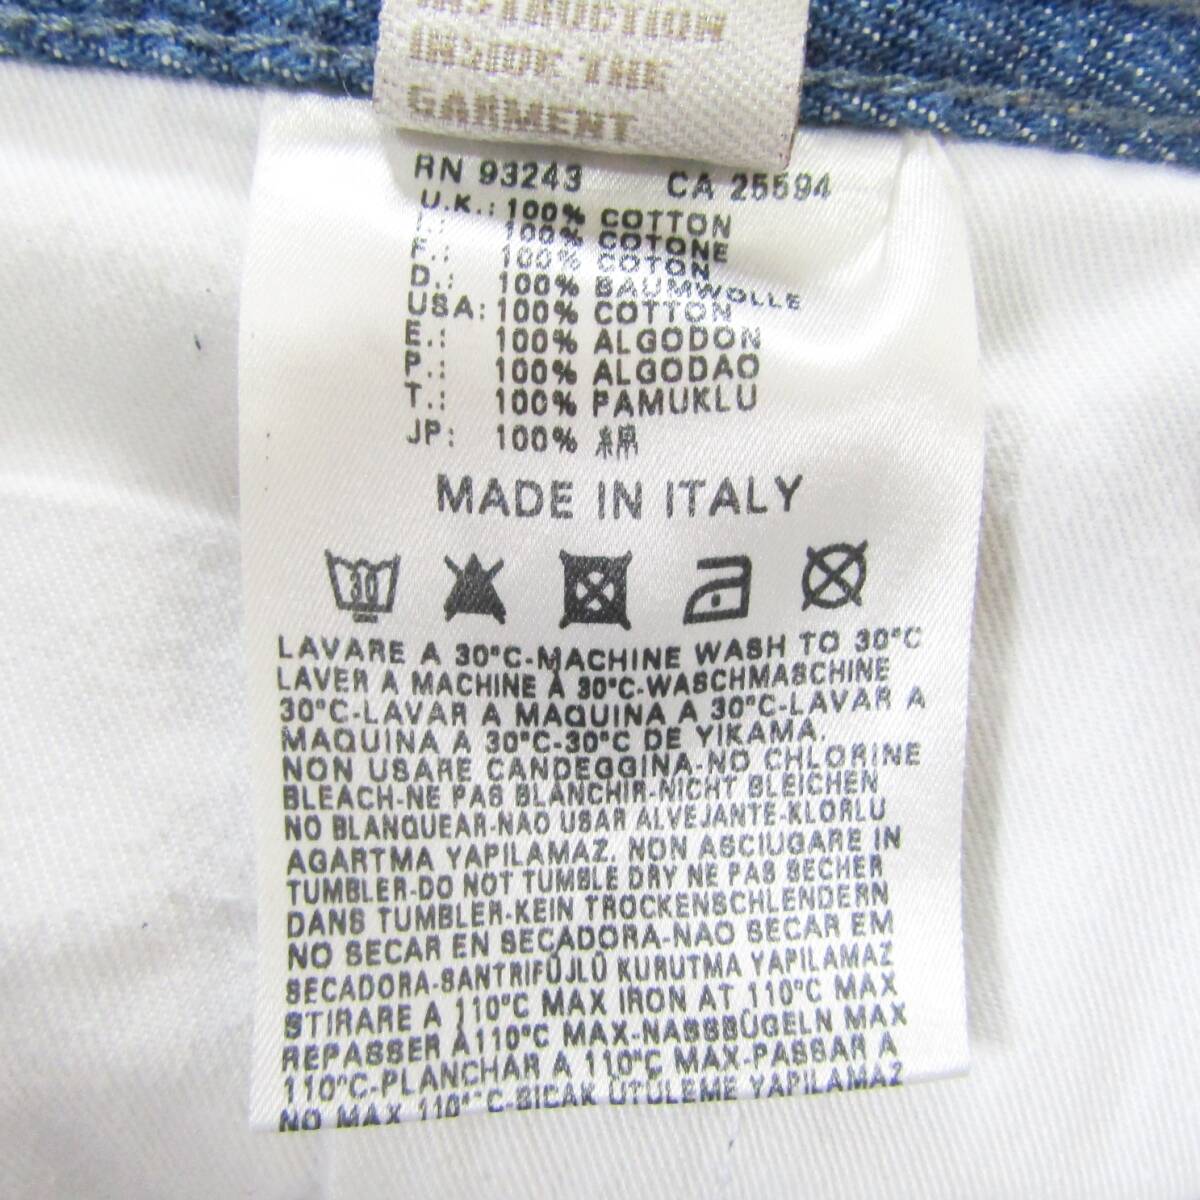 INSTRUCTION
INSIDE THE
GARMENT
RN 93243 CA 25594
U.K.: 100% COTTON
I.: 100% COTONE
F.: 100% COTON
D.: 100% BAUMWOLLE
USA: 100% COTTON
E.: 100% ALGODON
P.: 100% ALGODAO
T.: 100% PAMUKLU
JP: 100% 綿
MADE IN ITALY
30
LAVARE A 30°C-MACHINE WASH TO 30°C
LAVER A MACHINE À 30°C-WASCHMASCHINE
30°C-LAVAR A MAQUINA A 30°C-LAVAR A
MAQUINA A 30°C-30°C DE YIKAMA.
NON USARE CANDEGGINA-NO CHLORINE
BLEACH-NE PAS BLANCHIR-NICHT BLEICHEN
NO BLANQUEAR-NAO USAR ALVEJANTE-KLORLU
AGARTMA YAPILAMAZ. NON ASCIUGARE IN
TUMBLER-DO NOT TUMBLE DRY NE PAS SECHER
DANS TUMBLER-KEIN TROCKENSCHLENDERN
NO SECAR EN SECADORA-NAO SECAR EM
SECADORA-SANTRIFÜJLÜ KURUTMA YAPILAMAZ
STIRARE A 110°C MAX IRON AT 110°C MAX
REPASSER À 110°C MAX-NASSBÜGELN MAX
110°C-PLANCHAR A 110°C MAX-PASSAR A
NO MAX 110°C-SICAK ÜTÜLEME YAPILAMAZ